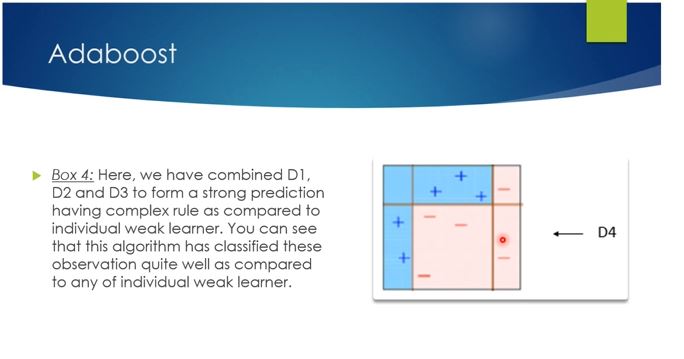 Adaboost
Box 4: Here, we have combined D1,
D2 and D3 to form a strong prediction
having complex rule as compared to
individual weak learner. You can see
that this algorithm has classified these
observation quite well as compared
to any of individual weak learner.
D4